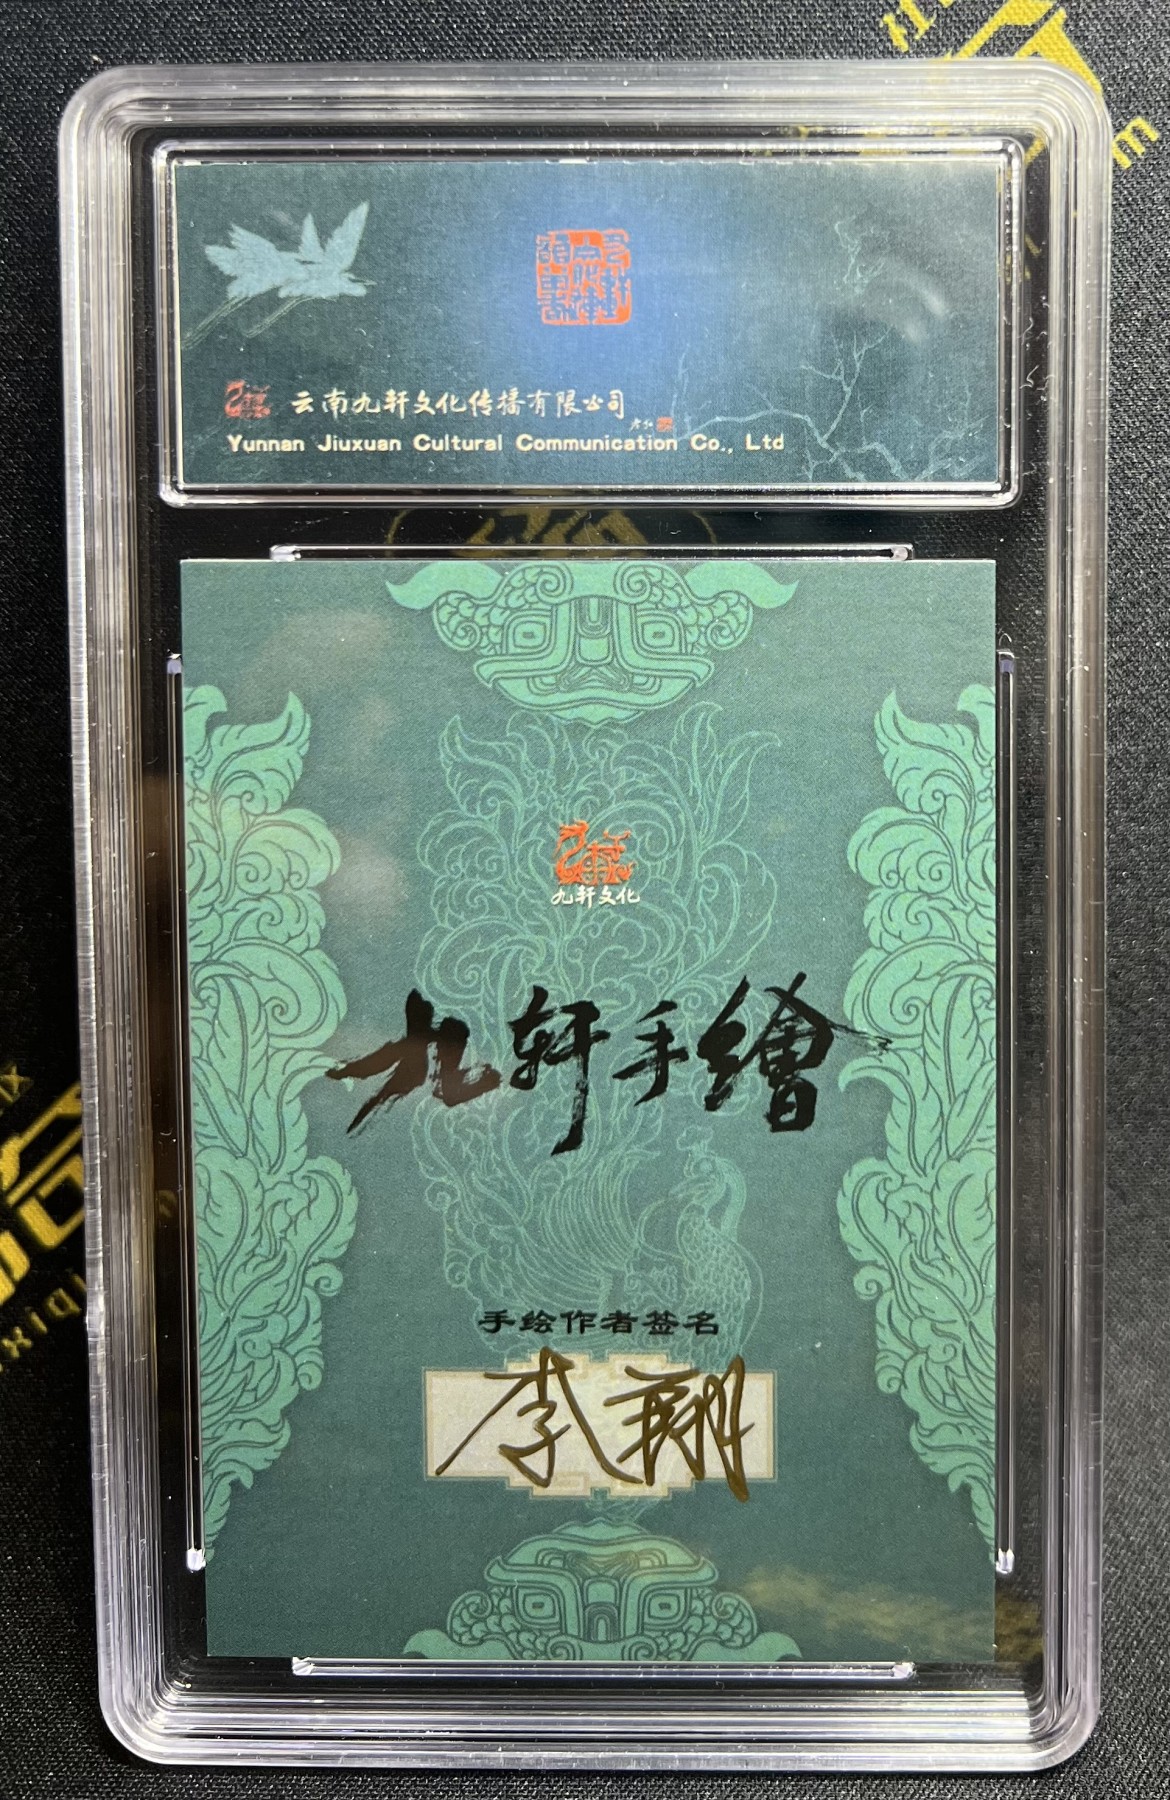 云南九轩文化传播有限公司
Yunnan Jiuxuan Cultural Communication Co., Ltd
九轩文化
九轩手繪
手绘作者签名
李翔